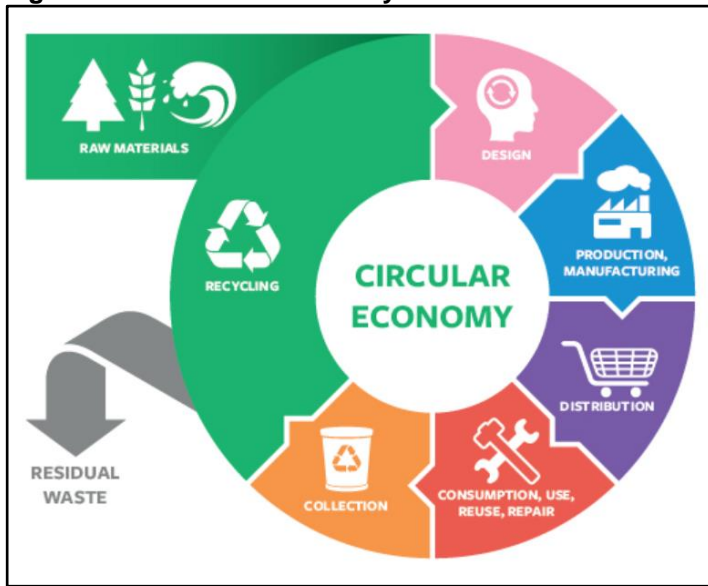 RAW MATERIALS
DESIGN
PRODUCTION,
MANUFACTURING
RECYCLING
CIRCULAR
ECONOMY
DISTRIBUTION
CONSUMPTION, USE,
REUSE, REPAIR
COLLECTION
RESIDUAL
WASTE